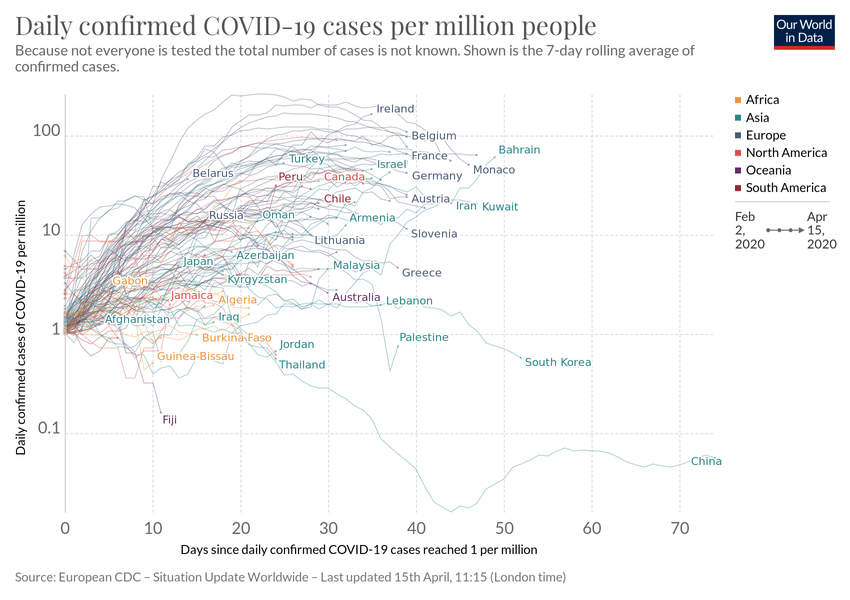 Daily confirmed COVID-19 cases per million people
Because not everyone is tested the total number of cases is not known. Shown is the 7-day rolling average of
confirmed cases.
Our World
in Data
Africa
Asia
Europe
North America
Oceania
South America
Feb
2,
2020
Apr
15,
2020
Daily confirmed cases of COVID-19 per million
100
10
1
0.1
Ireland
Belgium
Bahrain
Turkey
France
Israel
Monaco
Belarus
Peru
Canada
Germany
Chile
Austria
Iran
Kuwait
Russia
Oman
Armenia
Slovenia
Lithuania
Azerbaijan
Japan
Malaysia
Greece
Gabon
Kyrgyzstan
Jamaica
Algeria
Australia
Lebanon
Afghanistan
Iraq
Burkina Faso
Palestine
Jordan
Guinea-Bissau
Thailand
South Korea
Fiji
China
0
10
20
30
40
50
60
70
Days since daily confirmed COVID-19 cases reached 1 per million
Source: European CDC – Situation Update Worldwide – Last updated 15th April, 11:15 (London time)